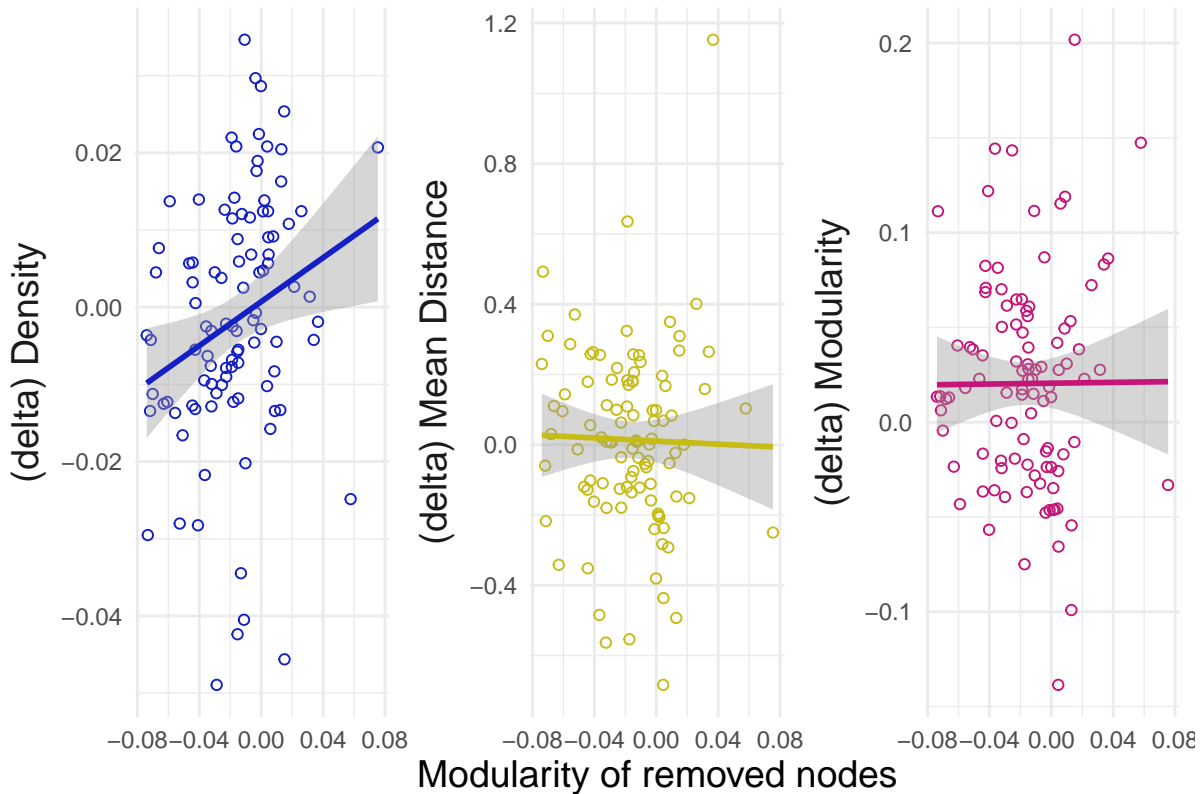 (delta) Density
0.02
0.00
−0.02
−0.04
−0.08 −0.04 0.00 0.04 0.08
(delta) Mean Distance
1.2
0.8
0.4
0.0
−0.4
−0.08 −0.04 0.00 0.04 0.08
(delta) Modularity
0.2
0.1
0.0
−0.1
−0.08 −0.04 0.00 0.04 0.08
Modularity of removed nodes